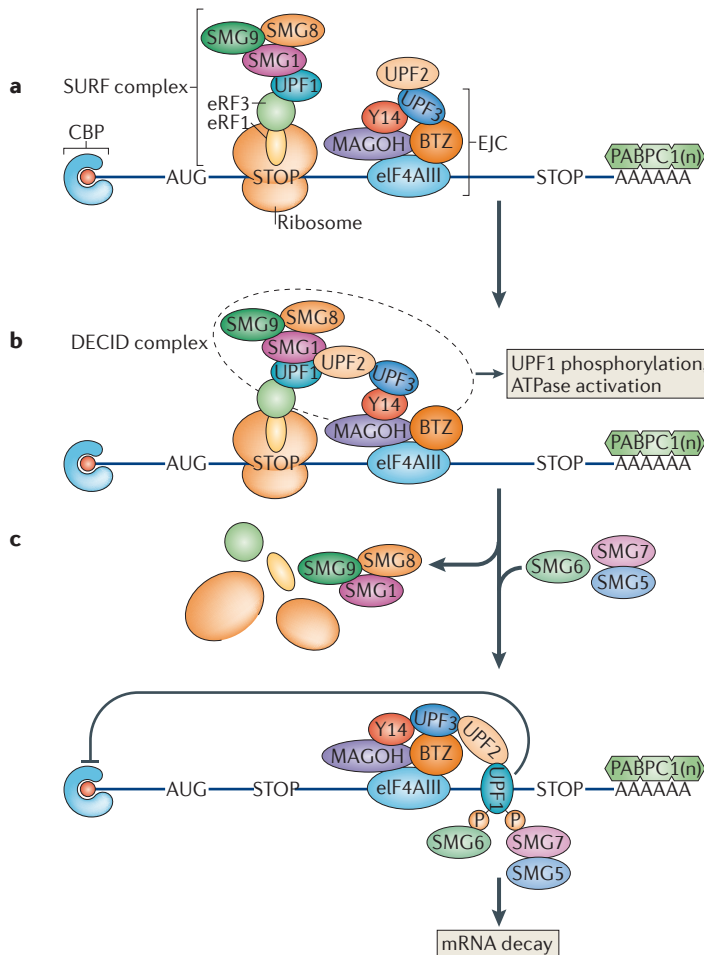 a
SURF complex
SMG9
SMG8
SMG1
UPF1
eRF3
eRF1
UPF2
UPF3
Y14
MAGOH
BTZ
EJC
CBP
AUG
STOP
eIF4AIII
STOP
PABPC1(n)
AAAAAA
Ribosome
b
DECID complex
SMG9
SMG8
SMG1
UPF1
UPF2
UPF3
Y14
MAGOH
BTZ
UPF1 phosphorylation,
ATPase activation
AUG
STOP
eIF4AIII
STOP
PABPC1(n)
AAAAAA
c
SMG9
SMG8
SMG1
SMG6
SMG7
SMG5
Y14
UPF3
UPF2
MAGOH
BTZ
AUG
STOP
eIF4AIII
UPF1
STOP
PABPC1(n)
AAAAAA
P
P
SMG6
SMG7
SMG5
mRNA decay